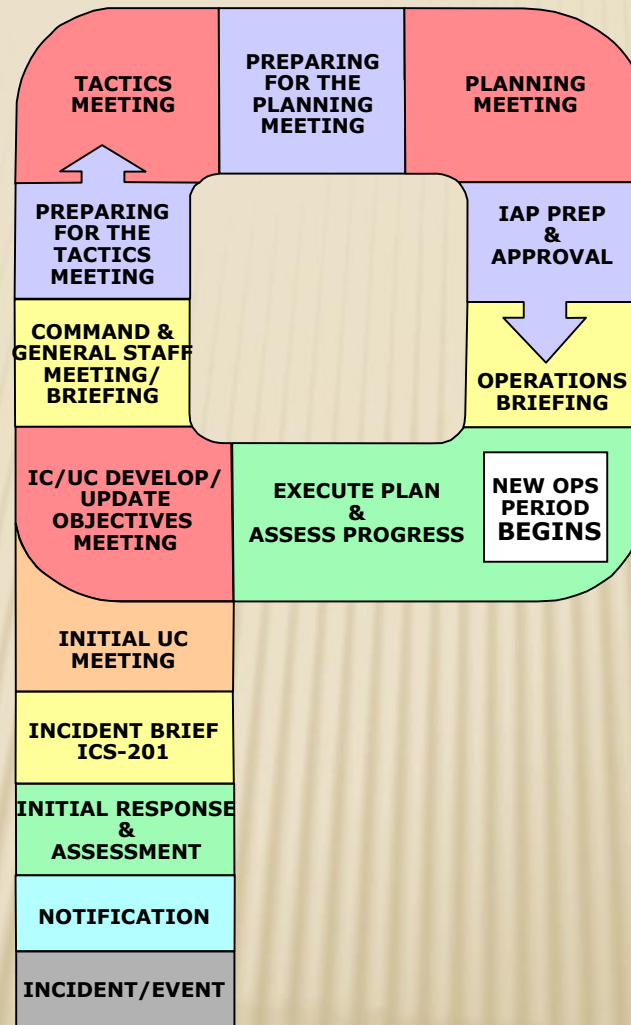 TACTICS
MEETING
PREPARING
FOR THE
PLANNING
MEETING
PLANNING
MEETING
PREPARING
FOR THE
TACTICS
MEETING
IAP PREP
&
APPROVAL
COMMAND &
GENERAL STAFF
MEETING/
BRIEFING
OPERATIONS
BRIEFING
IC/UC DEVELOP/
UPDATE
OBJECTIVES
MEETING
EXECUTE PLAN
&
ASSESS PROGRESS
NEW OPS
PERIOD
BEGINS
INITIAL UC
MEETING
INCIDENT BRIEF
ICS-201
INITIAL RESPONSE
&
ASSESSMENT
NOTIFICATION
INCIDENT/EVENT